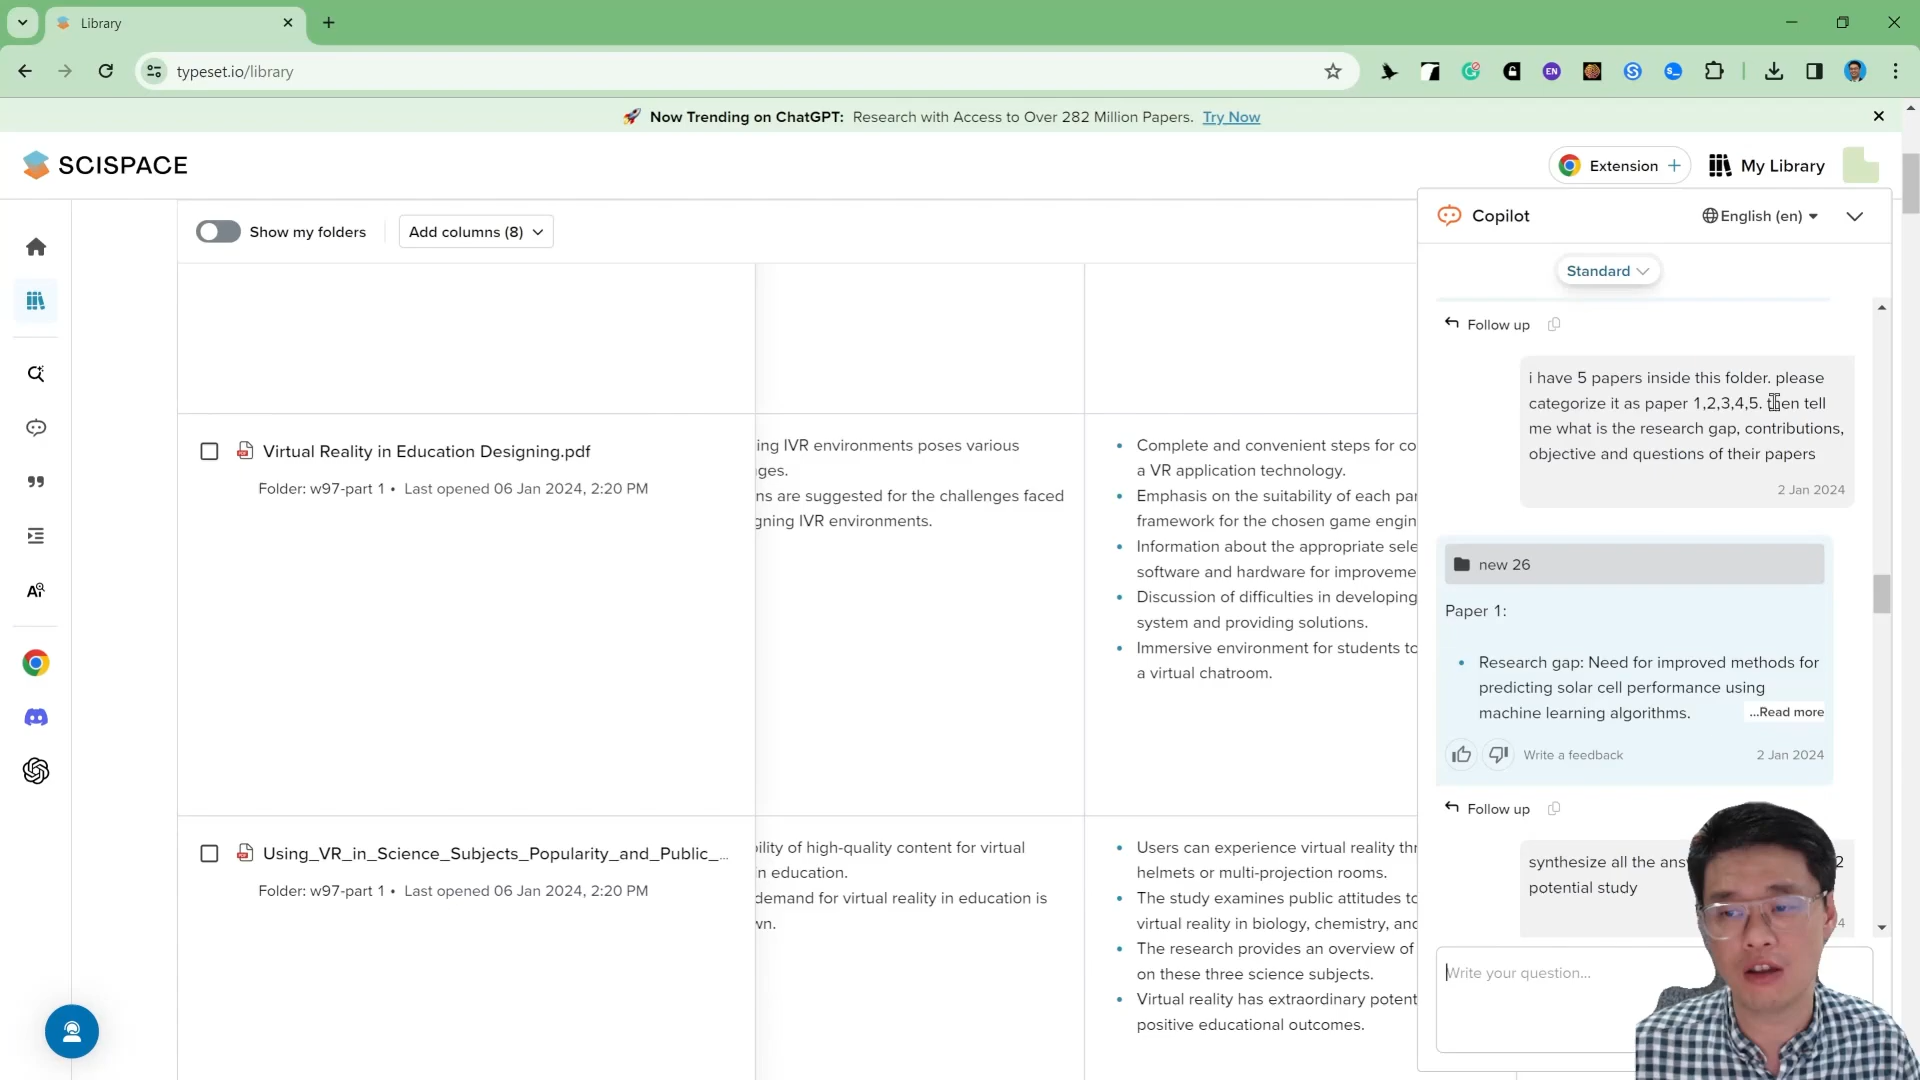 Library
typeset.io/library
EN
🚀 Now Trending on ChatGPT: Research with Access to Over 282 Million Papers. Try Now
SCISPACE
Extension +
My Library
Show my folders
Add columns (8)
Virtual Reality in Education Designing.pdf
Folder: w97-part 1 • Last opened 06 Jan 2024, 2:20 PM
ing IVR environments poses various
ges.
ns are suggested for the challenges faced
gning IVR environments.
• Complete and convenient steps for co
a VR application technology.
• Emphasis on the suitability of each par
framework for the chosen game engin
• Information about the appropriate sele
software and hardware for improveme
• Discussion of difficulties in developing
system and providing solutions.
• Immersive environment for students to
a virtual chatroom.
Using_VR_in_Science_Subjects_Popularity_and_Public_...
Folder: w97-part 1 • Last opened 06 Jan 2024, 2:20 PM
bility of high-quality content for virtual
in education.
demand for virtual reality in education is
wn.
• Users can experience virtual reality thr
helmets or multi-projection rooms.
• The study examines public attitudes to
virtual reality in biology, chemistry, and
• The research provides an overview of
on these three science subjects.
• Virtual reality has extraordinary potent
positive educational outcomes.
Copilot
English (en)
Standard
Follow up
i have 5 papers inside this folder. please
categorize it as paper 1,2,3,4,5. then tell
me what is the research gap, contributions,
objective and questions of their papers
2 Jan 2024
new 26
Paper 1:
• Research gap: Need for improved methods for
predicting solar cell performance using
machine learning algorithms.
...Read more
Write a feedback
2 Jan 2024
Follow up
synthesize all the 2
potential study
Write your question...